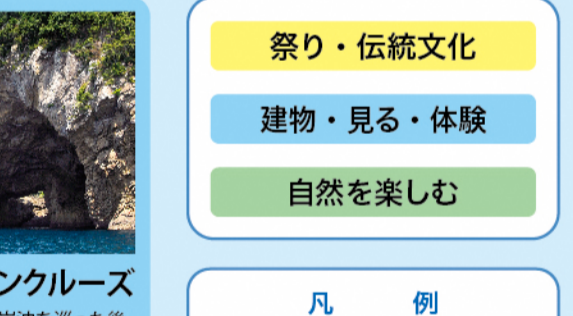 祭り・伝統文化
建物・見る・体験
自然を楽しむ
ンクルーズ
凡　例